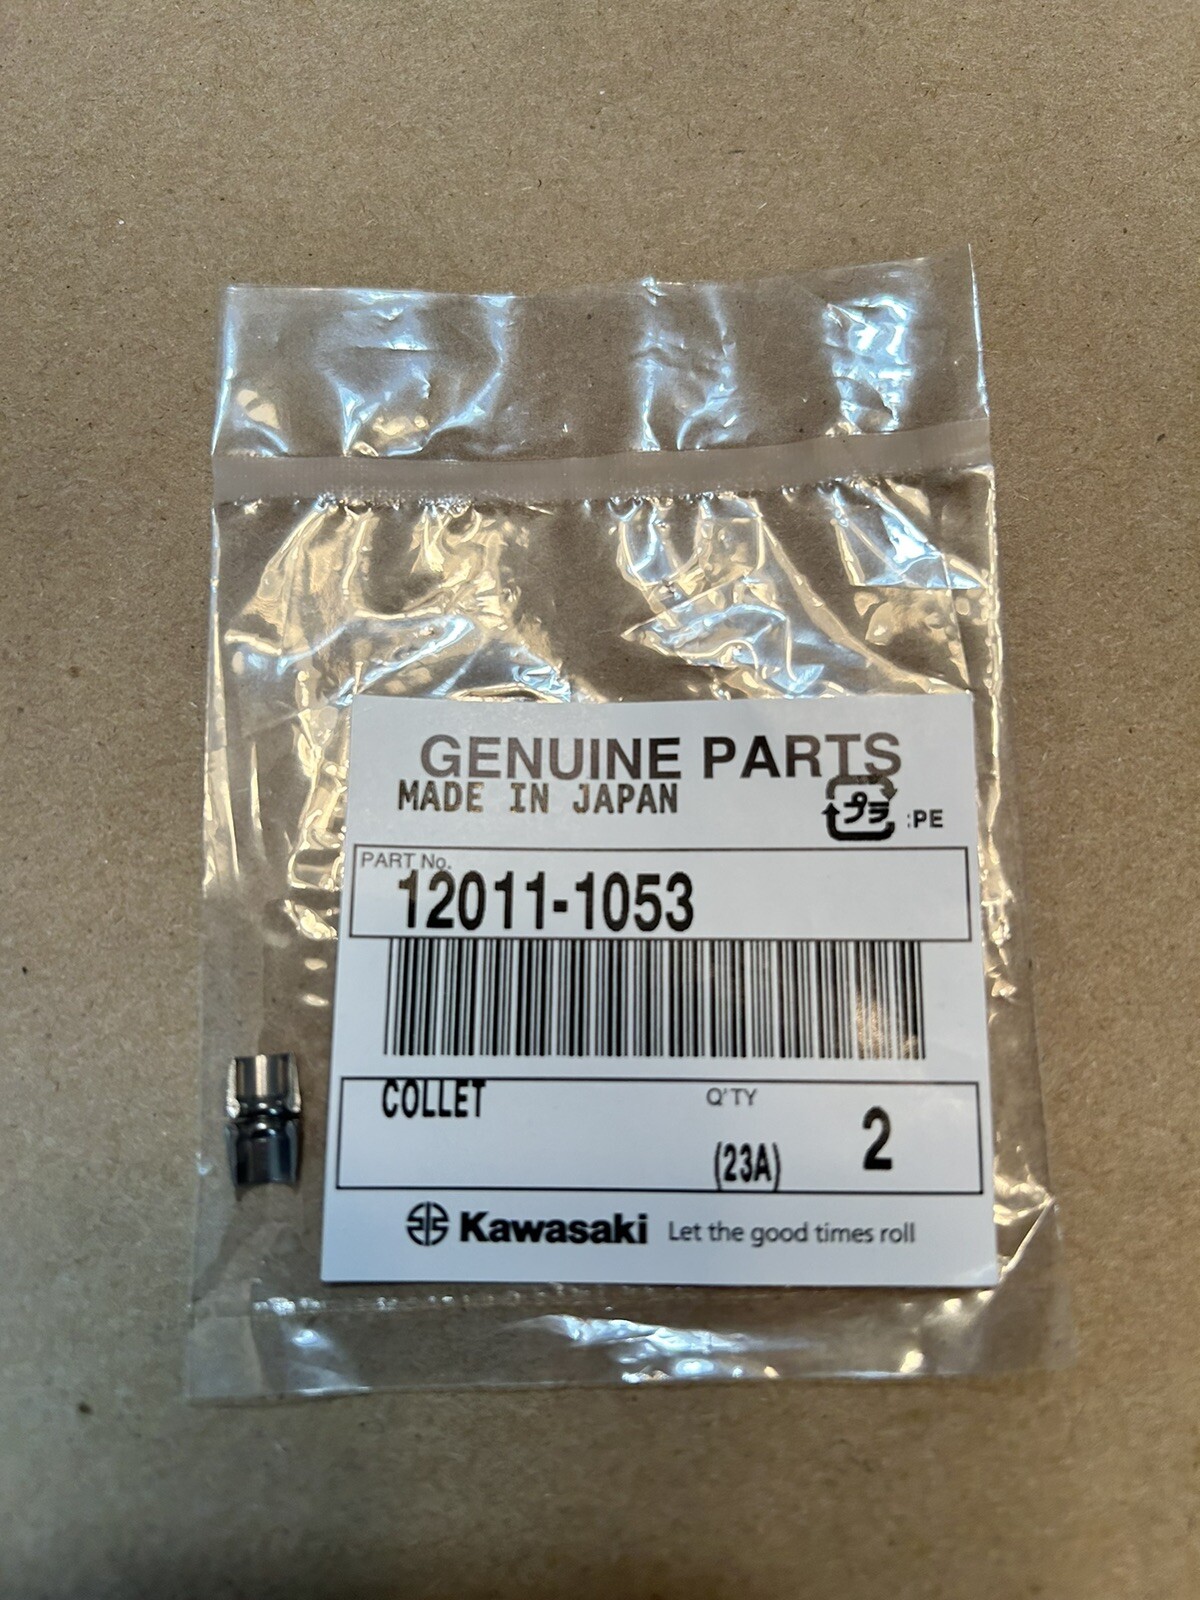 GENUINE PARTS
MADE IN JAPAN
プラ :PE
PART No.
12011-1053
COLLET
Q'TY
2
(23A)
Kawasaki Let the good times roll